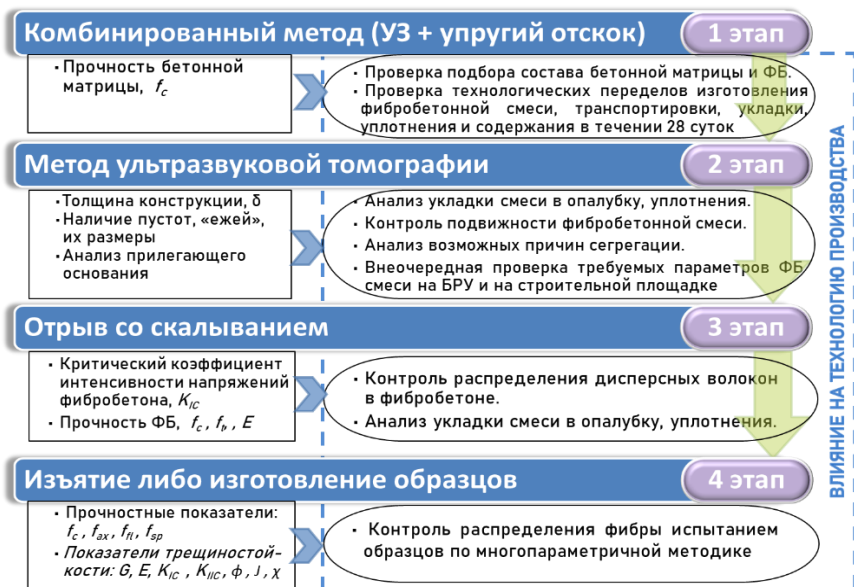 Комбинированный метод (УЗ + упругий отскок)
1 этап
· Прочность бетонной
матрицы, fc
· Проверка подбора состава бетонной матрицы и ФБ.
· Проверка технологических переделов изготовления
фибробетонной смеси, транспортировки, укладки,
уплотнения и содержания в течении 28 суток
Метод ультразвуковой томографии
2 этап
· Толщина конструкции, δ
· Наличие пустот, «ежей»,
их размеры
· Анализ прилегающего
основания
· Анализ укладки смеси в опалубку, уплотнения.
· Контроль подвижности фибробетонной смеси.
· Анализ возможных причин сегрегации.
· Внеочередная проверка требуемых параметров ФБ
смеси на БРУ и на строительной площадке
Отрыв со скалыванием
3 этап
· Критический коэффициент
интенсивности напряжений
фибробетона, KIC
· Прочность ФБ, fc , ft, E
· Контроль распределения дисперсных волокон
в фибробетоне.
· Анализ укладки смеси в опалубку, уплотнения.
Изъятие либо изготовление образцов
4 этап
· Прочностные показатели:
fc , fax , ffl , fsp
· Показатели трещиностой-
кости: G, E, KIC , KIIC, ϕ , J , χ
· Контроль распределения фибры испытанием
образцов по многопараметричной методике
ВЛИЯНИЕ НА ТЕХНОЛОГИЮ ПРОИЗВОДСТВА